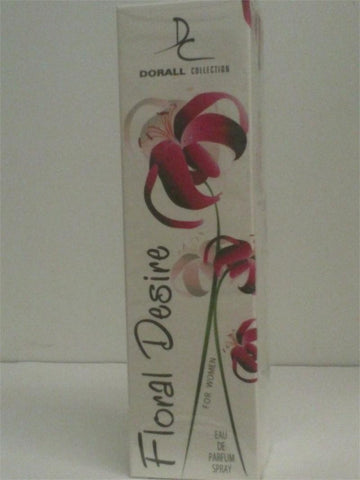 DC
DORALL COLLECTION
Floral Desire
FOR WOMEN
EAU
DE
PARFUM
SPRAY